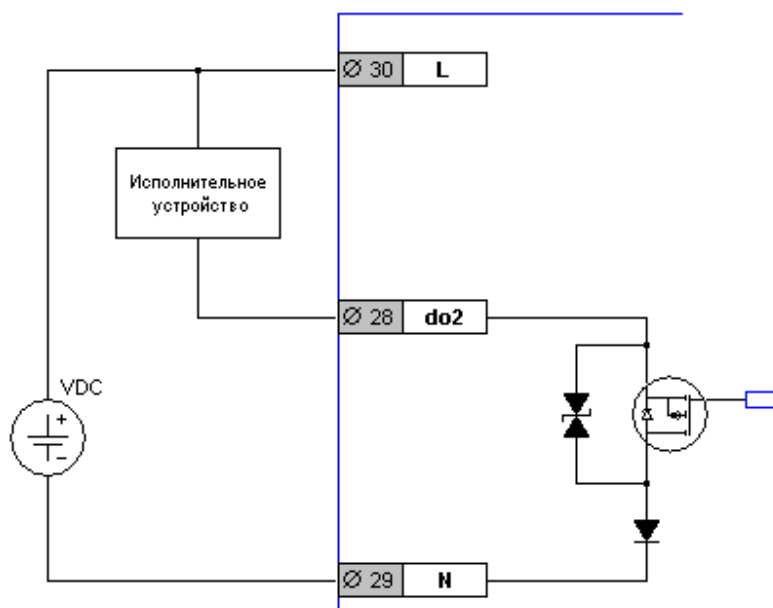 Ø 30 L
Исполнительное
устройство
Ø 28 do2
VDC
+
−
Ø 29 N